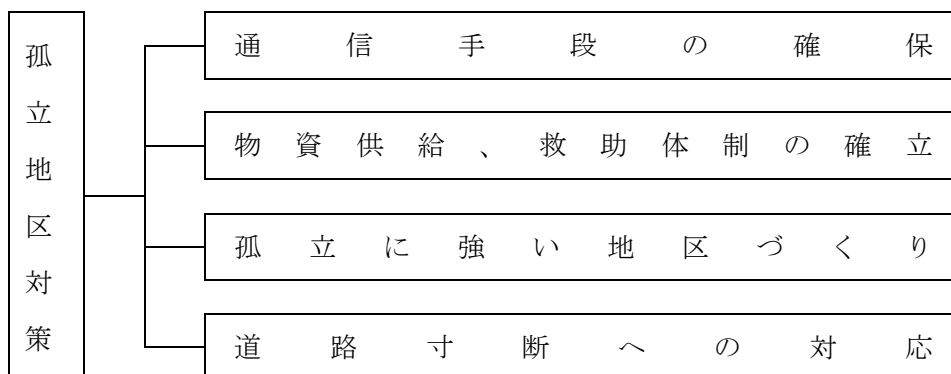 孤立地区対策
通信手段の確保
物資供給、救助体制の確立
孤立に強い地区づくり
道路寸断への対応